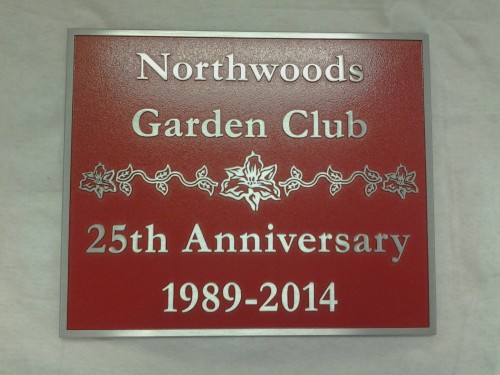 Northwoods
Garden Club
25th Anniversary
1989-2014